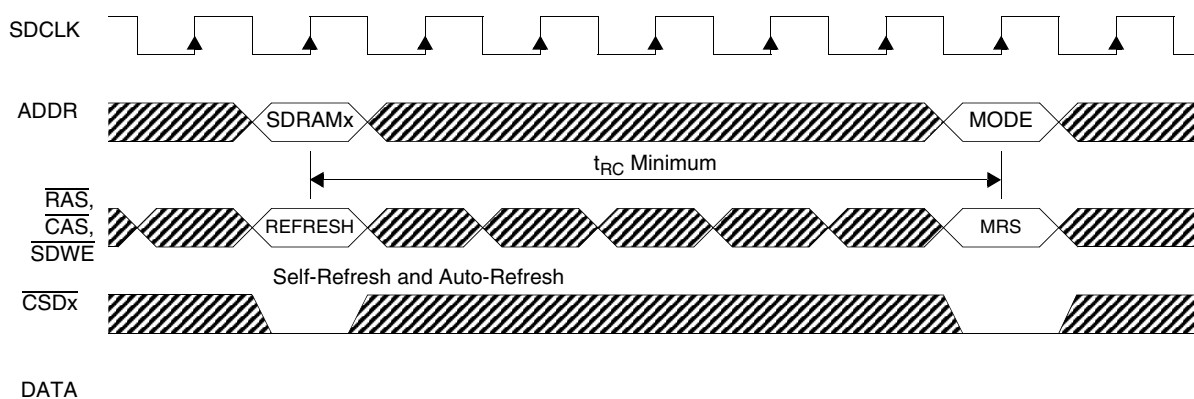 SDCLK
ADDR
SDRAMx
MODE
tRC Minimum
RAS,
CAS,
SDWE
REFRESH
MRS
Self-Refresh and Auto-Refresh
CSDx
DATA